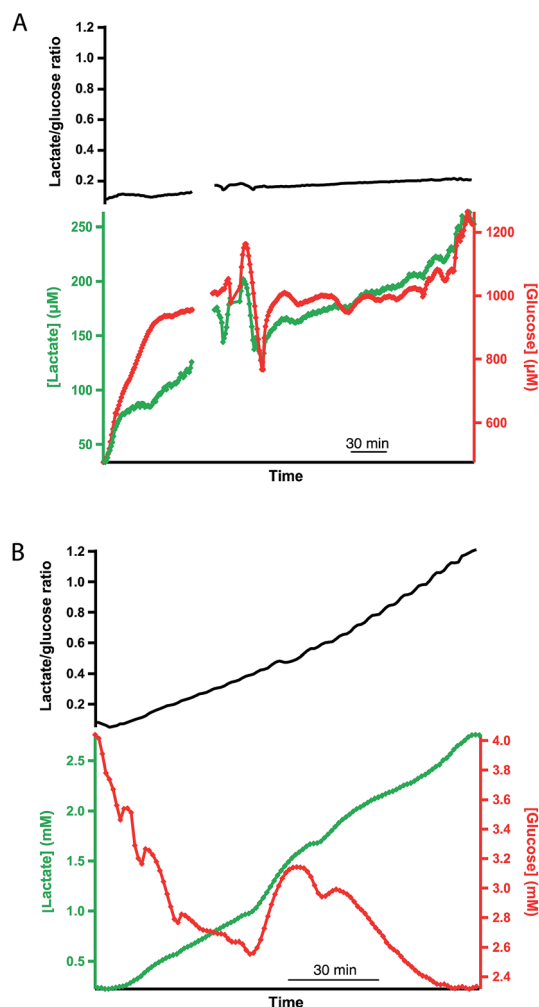 A
Lactate/glucose ratio
1.2
1.0
0.8
0.6
0.4
0.2
[Lactate] (µM)
250
200
150
100
50
1200
1000
800
600
[Glucose]
(µM)
30 min
Time
B
Lactate/glucose ratio
1.2
1.0
0.8
0.6
0.4
0.2
[Lactate] (mM)
2.5
2.0
1.5
1.0
0.5
4.0
3.8
3.6
3.4
3.2
3.0
2.8
2.6
2.4
[Glucose]
(mM)
30 min
Time